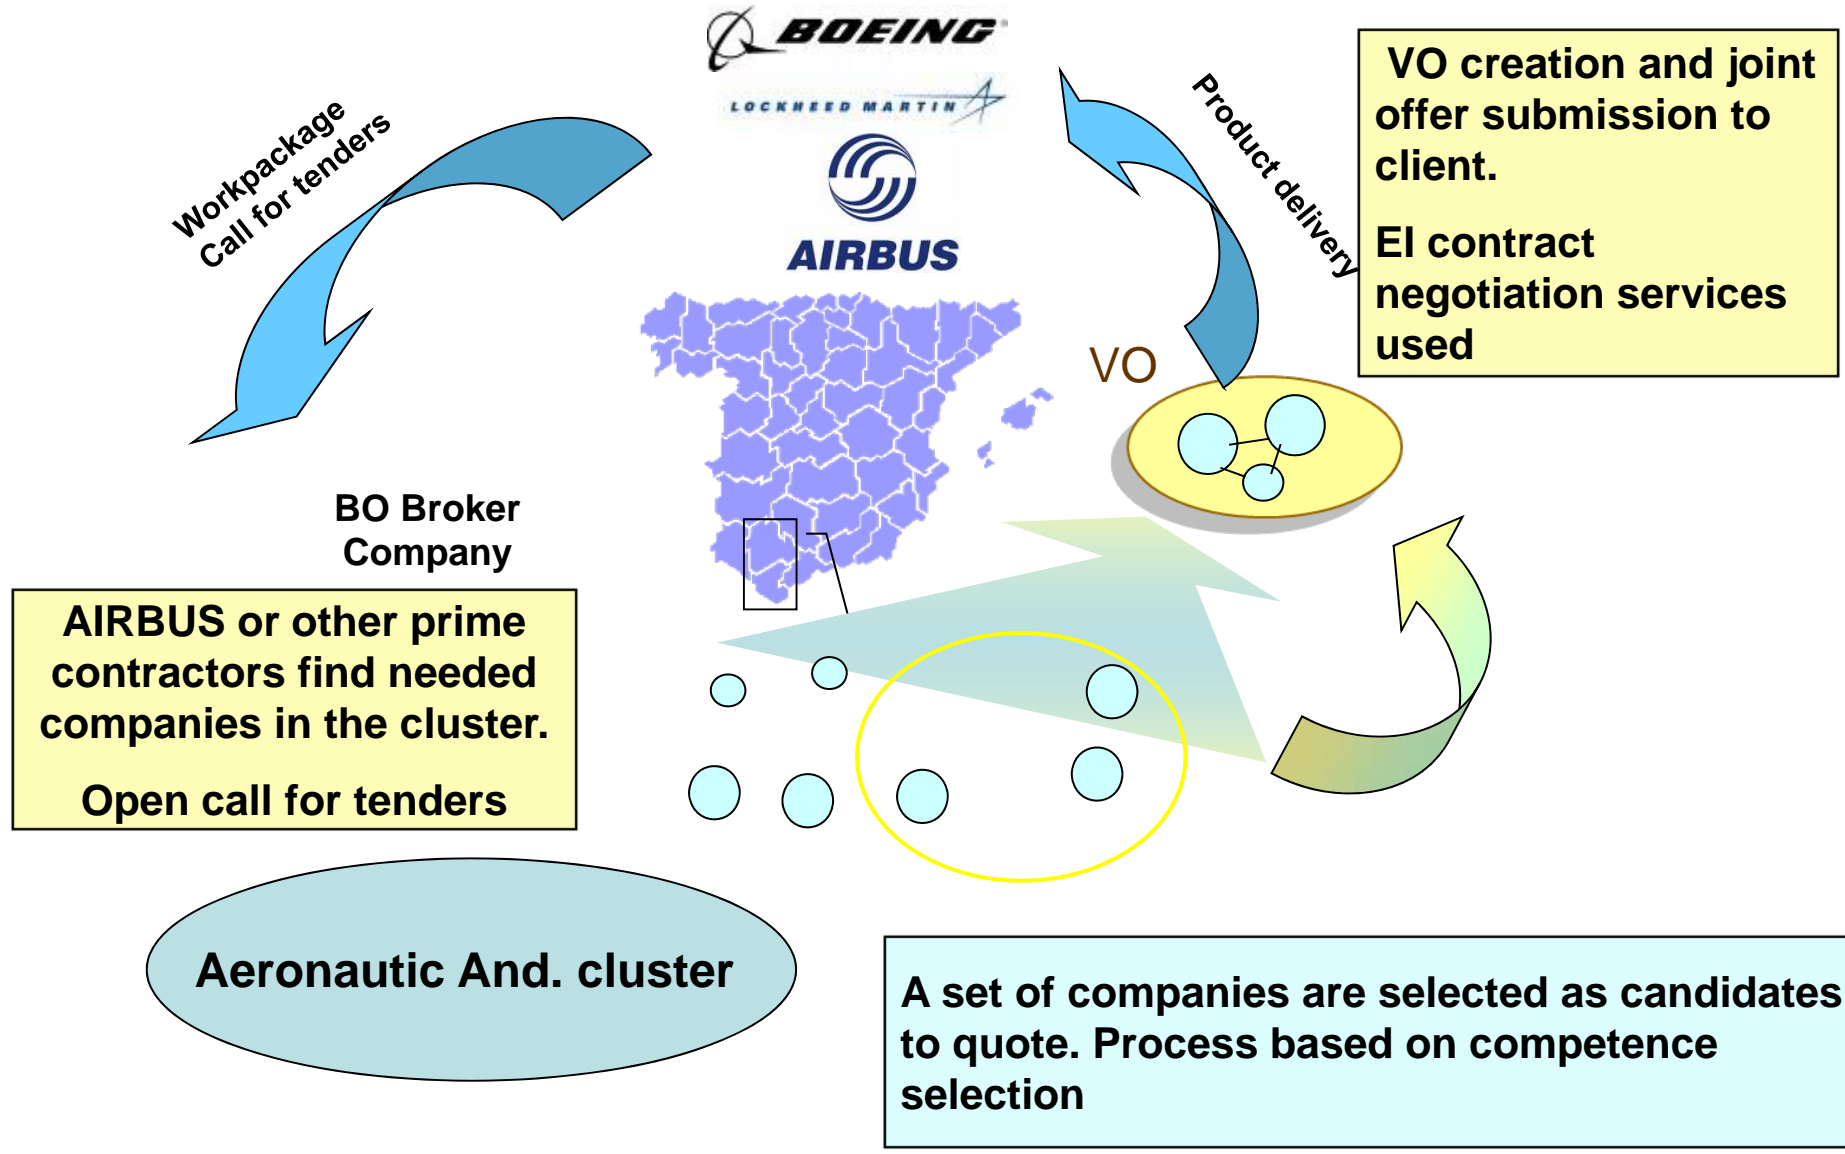 BOEING
LOCKHEED MARTIN
AIRBUS
Workpackage
Call for tenders
Product delivery
VO creation and joint
offer submission to
client.
EI contract
negotiation services
used
VO
BO Broker
Company
AIRBUS or other prime
contractors find needed
companies in the cluster.
Open call for tenders
Aeronautic And. cluster
A set of companies are selected as candidates
to quote. Process based on competence
selection